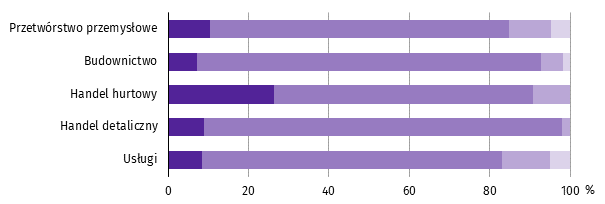 Przetwórstwo przemysłowe
Budownictwo
Handel hurtowy
Handel detaliczny
Usługi
0 20 40 60 80 100 %